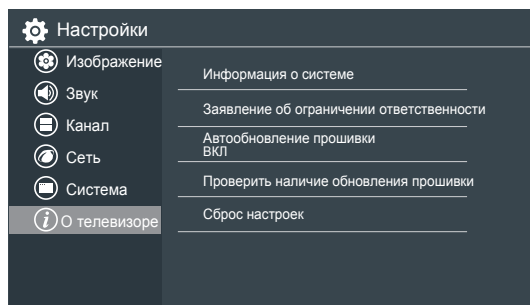 Настройки
Изображение
Звук
Канал
Сеть
Система
О телевизоре
Информация о системе
Заявление об ограничении ответственности
Автообновление прошивки
ВКЛ
Проверить наличие обновления прошивки
Сброс настроек